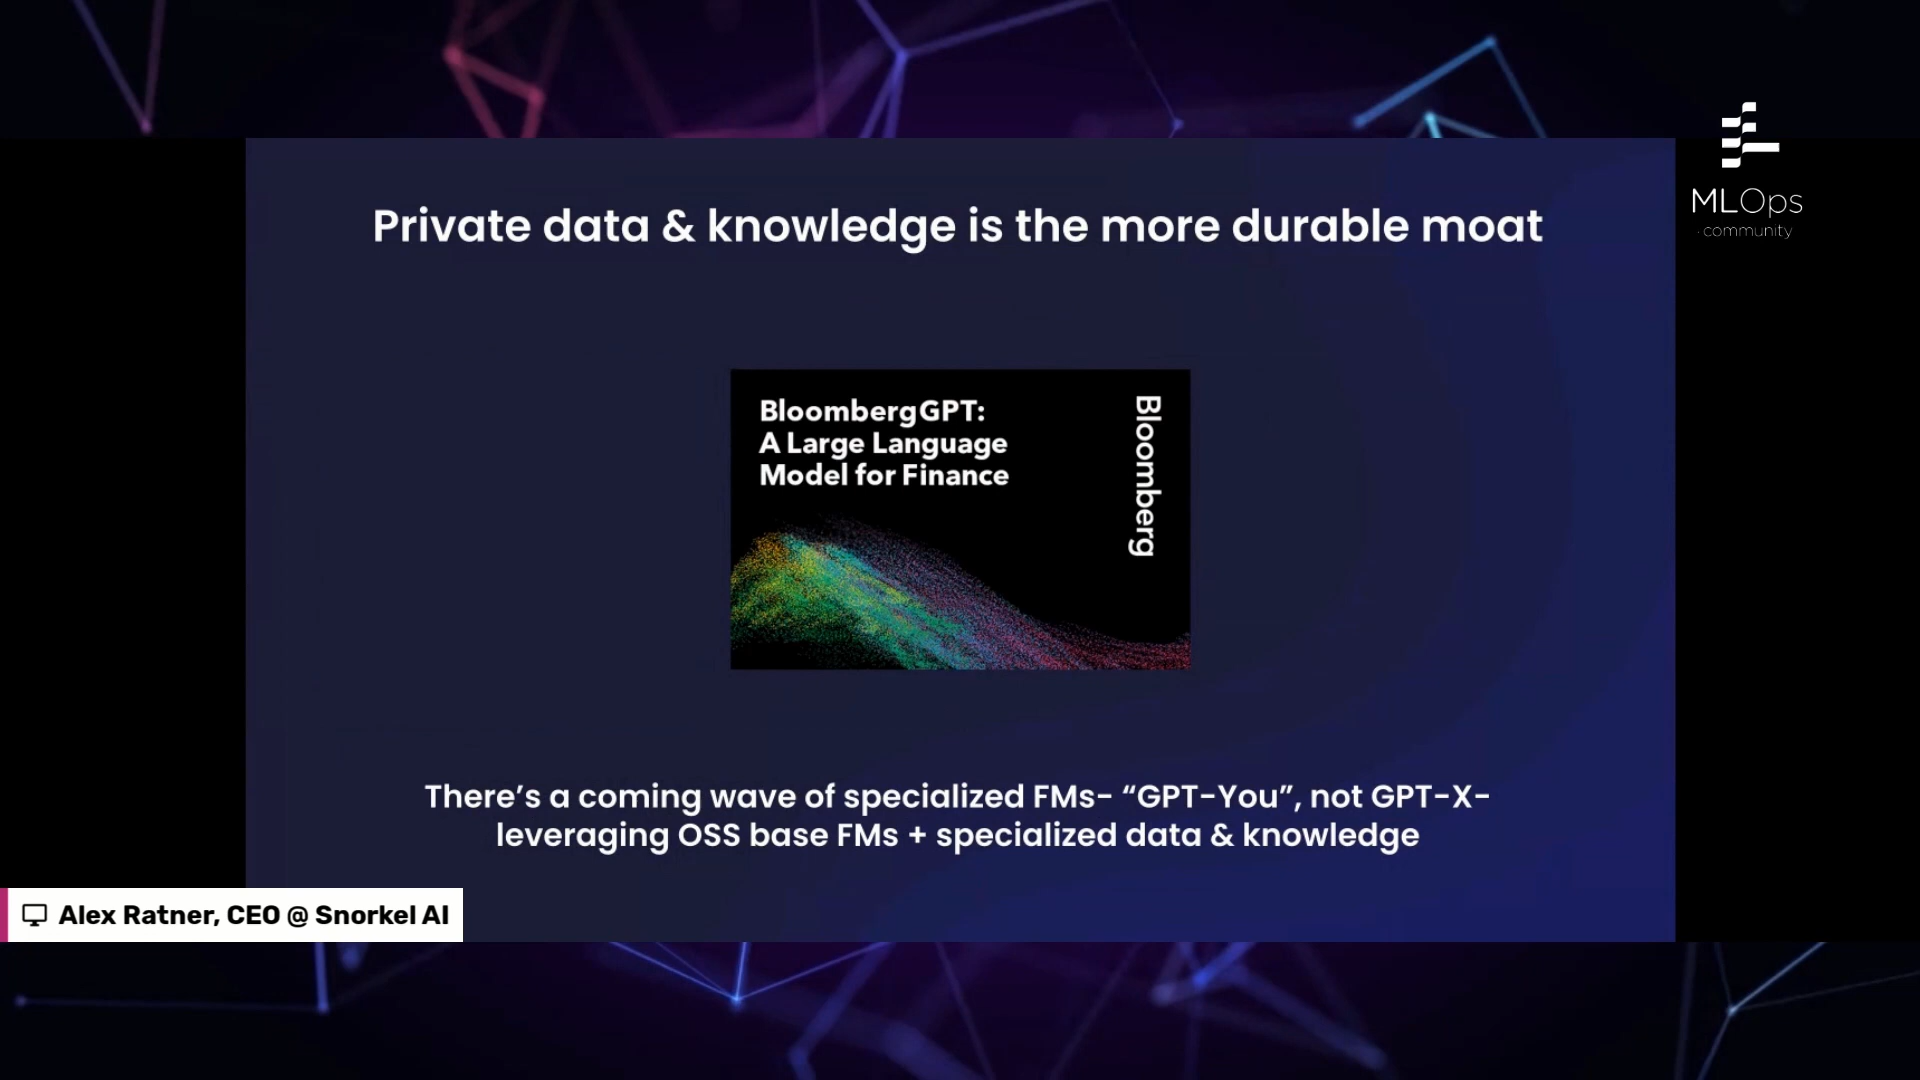 Private data & knowledge is the more durable moat
MLOps
community
BloombergGPT:
A Large Language
Model for Finance
Bloomberg
There’s a coming wave of specialized FMs- “GPT-You”, not GPT-X-
leveraging OSS base FMs + specialized data & knowledge
Alex Ratner, CEO @ Snorkel AI